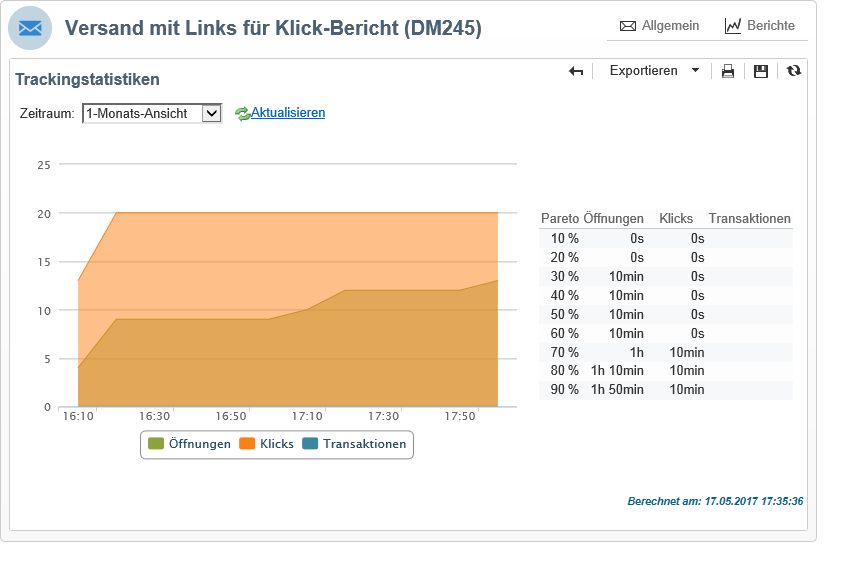 Versand mit Links für Klick-Bericht (DM245)
Allgemein
Berichte
Trackingstatistiken
Exportieren
Zeitraum: 1-Monats-Ansicht Aktualisieren
25
20
15
10
5
0
16:10 16:30 16:50 17:10 17:30 17:50
Öffnungen Klicks Transaktionen
Pareto Öffnungen Klicks Transaktionen
10 % 0s 0s
20 % 0s 0s
30 % 10min 0s
40 % 10min 0s
50 % 10min 0s
60 % 10min 0s
70 % 1h 10min
80 % 1h 10min 10min
90 % 1h 50min 10min
Berechnet am: 17.05.2017 17:35:36